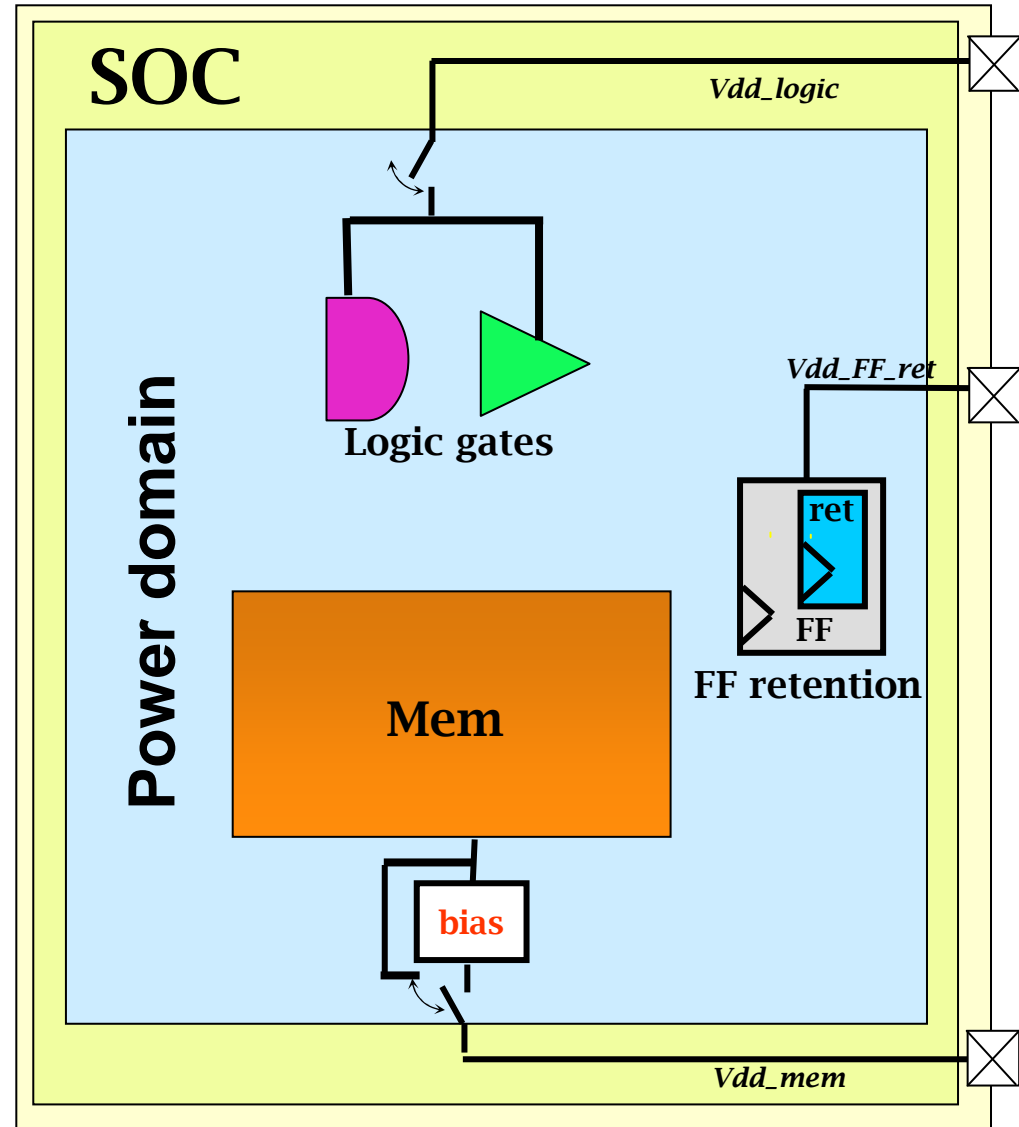 SOC
Vdd_logic
Logic gates
Vdd_FF_ret
ret
FF
FF retention
Power domain
Mem
bias
Vdd_mem